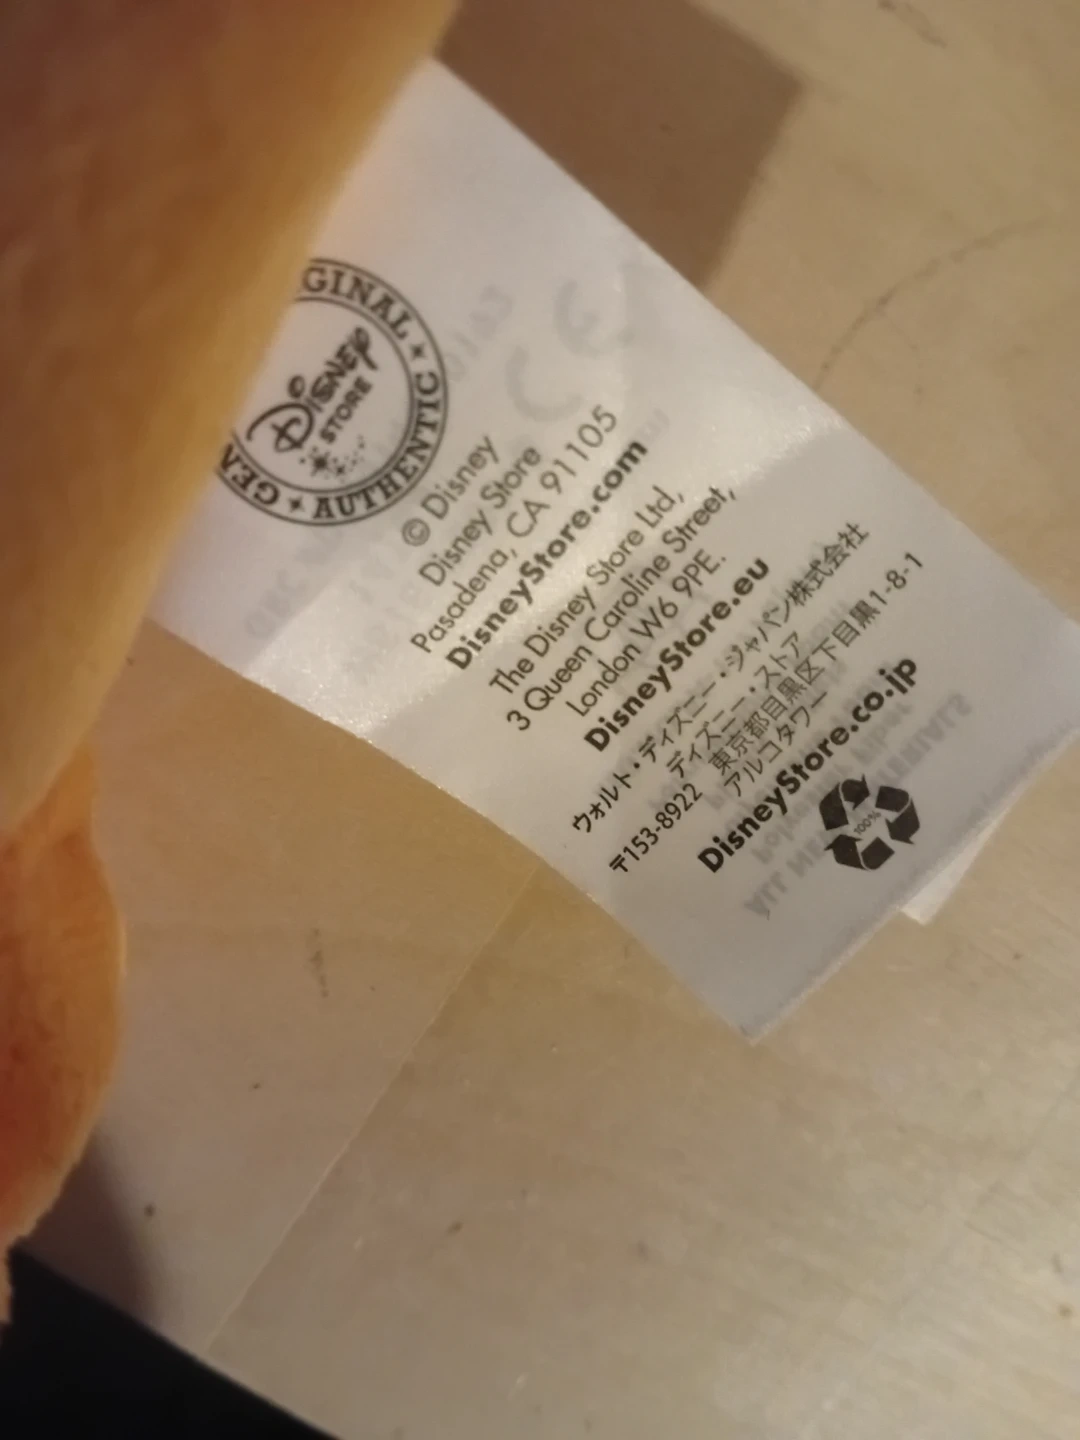 GINAL ★ AUTHENTIC ★ GEN
DISNEY
STORE
© Disney
Disney Store
Pasadena, CA 91105
DisneyStore.com
The Disney Store Ltd,
3 Queen Caroline Street,
London W6 9PE.
DisneyStore.eu
ウォルト・ディズニー・ジャパン株式会社
ディズニー・ストア
〒153-8922 東京都目黒区下目黒1-8-1
アルコタワー
DisneyStore.co.jp
100%